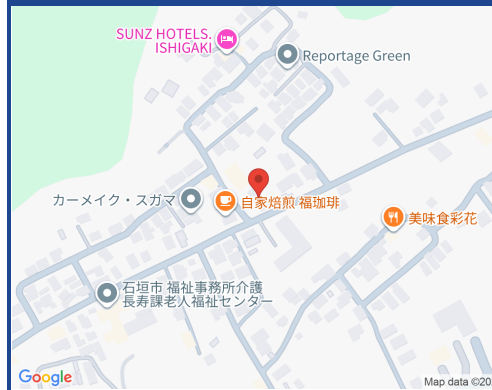 SUNZ HOTELS.
ISHIGAKI
Reportage Green
カーメイク・スガマ
自家焙煎 福珈琲
美味食彩花
石垣市 福祉事務所介護
長寿課老人福祉センター
Google
Map data ©20